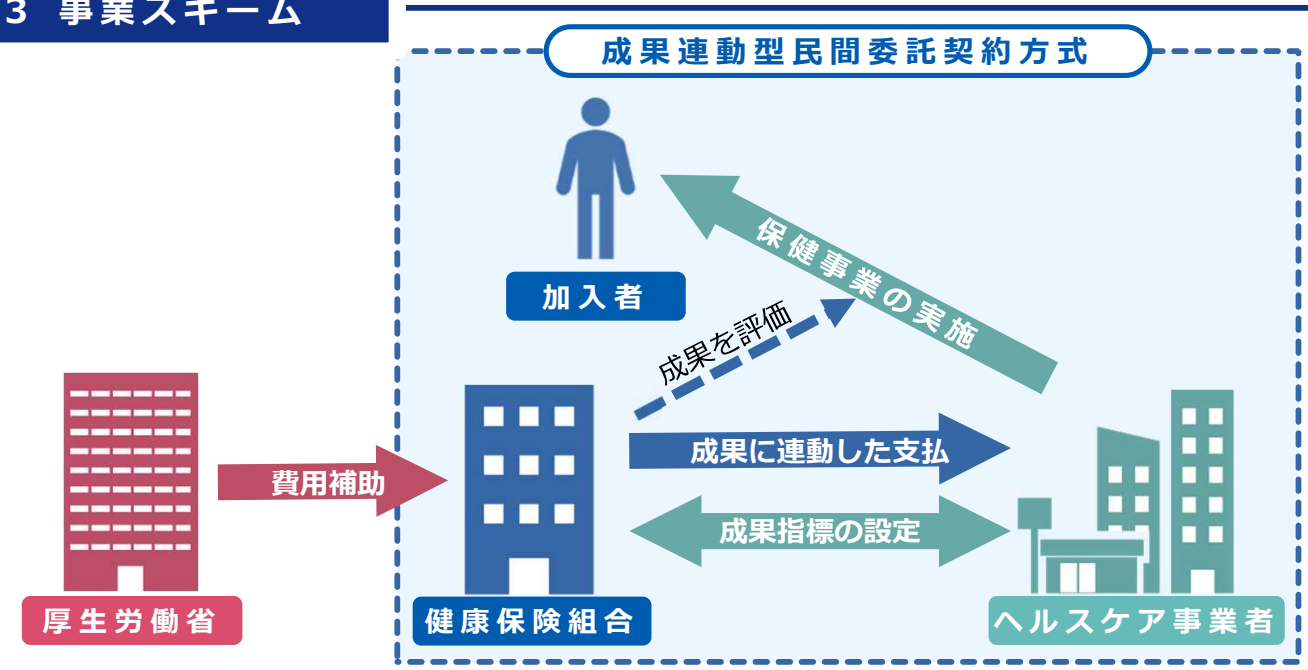 3 事業スキーム
成果連動型民間委託契約方式
加入者
保健事業の実施
成果を評価
成果に連動した支払
費用補助
成果指標の設定
厚生労働省
健康保険組合
ヘルスケア事業者